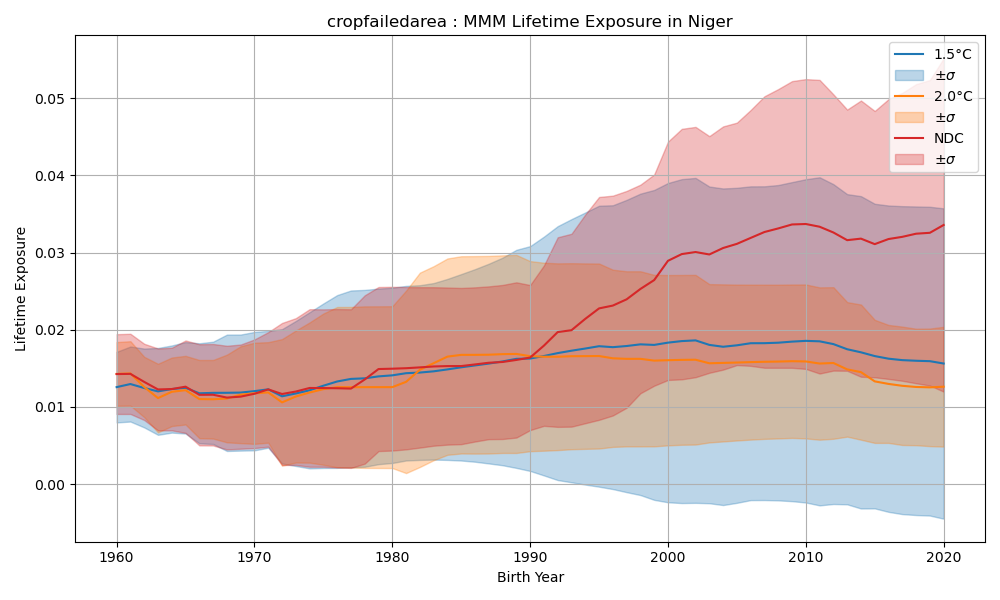 cropfailedarea : MMM Lifetime Exposure in Niger
Lifetime Exposure
0.05
0.04
0.03
0.02
0.01
0.00
1960 1970 1980 1990 2000 2010 2020
Birth Year
1.5°C
±σ
2.0°C
±σ
NDC
±σ